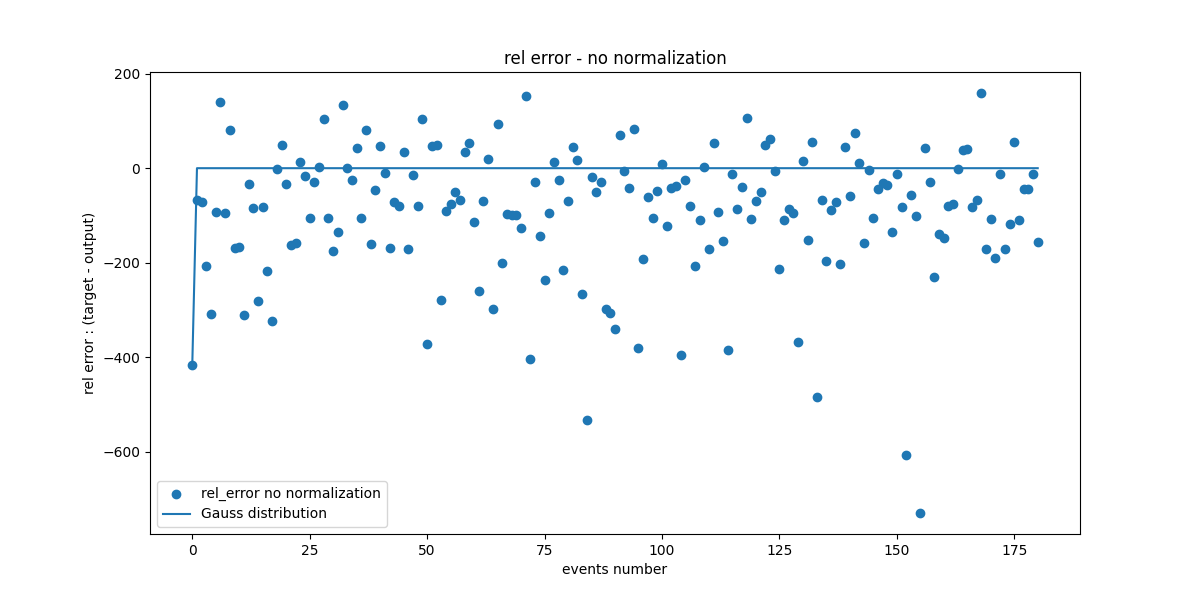 rel error - no normalization
200
0
−200
−400
−600
rel error : (target - output)
rel_error no normalization
Gauss distribution
0
25
50
75
100
125
150
175
events number